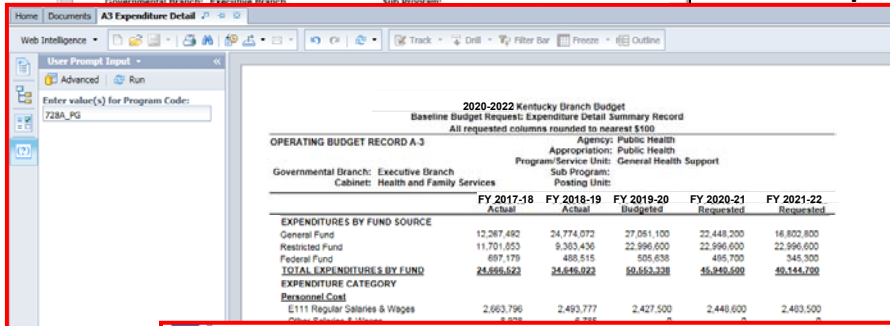 Governmental Branch: Executive Branch Sub Program:
Home Documents A3 Expenditure Detail
Web Intelligence Track Drill Filter Bar Freeze Outline
User Prompt Input
Advanced Run
Enter value(s) for Program Code:
728A_PG
2020-2022 Kentucky Branch Budget
Baseline Budget Request: Expenditure Detail Summary Record
All requested columns rounded to nearest $100
OPERATING BUDGET RECORD A-3 Agency: Public Health
Appropriation: Public Health
Program/Service Unit: General Health Support
Governmental Branch: Executive Branch Sub Program:
Cabinet: Health and Family Services Posting Unit:
FY 2017-18 FY 2018-19 FY 2019-20 FY 2020-21 FY 2021-22
Actual Actual Budgeted Requested Requested
EXPENDITURES BY FUND SOURCE
General Fund 12,267,492 24,774,072 27,051,100 22,448,200 16,802,800
Restricted Fund 11,701,853 9,383,436 22,996,600 22,996,600 22,996,600
Federal Fund 697,179 488,515 505,638 495,700 345,300
TOTAL EXPENDITURES BY FUND 24,666,523 34,646,023 50,553,338 45,940,500 40,144,700
EXPENDITURE CATEGORY
Personnel Cost
E111 Regular Salaries & Wages 2,663,796 2,493,777 2,427,500 2,448,600 2,483,500
Other Salaries & Wages